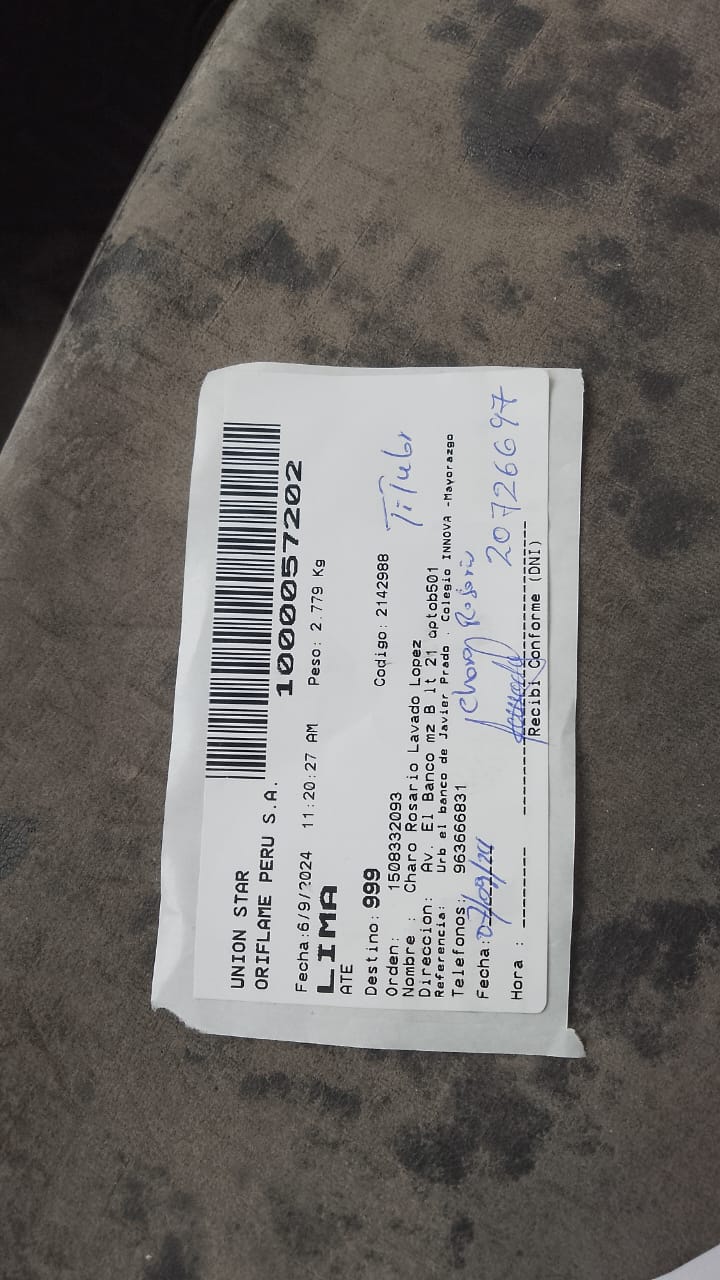 UNION STAR
ORIFLAME PERU S.A.
1000057202
Fecha:6/9/2024 11:20:27 AM Peso: 2.779 Kg
LIMA
ATE
Destino: 999
Orden: 1508332093 Codigo: 2142988
Titular
Nombre : Charo Rosario Lavado Lopez
Direccion: Av. El Banco mz B lt 21 aptob501
Referencia: Urb el banco de Javier Prado . Colegio INNOVA -Mayorazgo
Telefonos: 963666831
Fecha: 07/09/24 Charo Rosario
20726697
Hora :
Recibi Conforme (DNI)